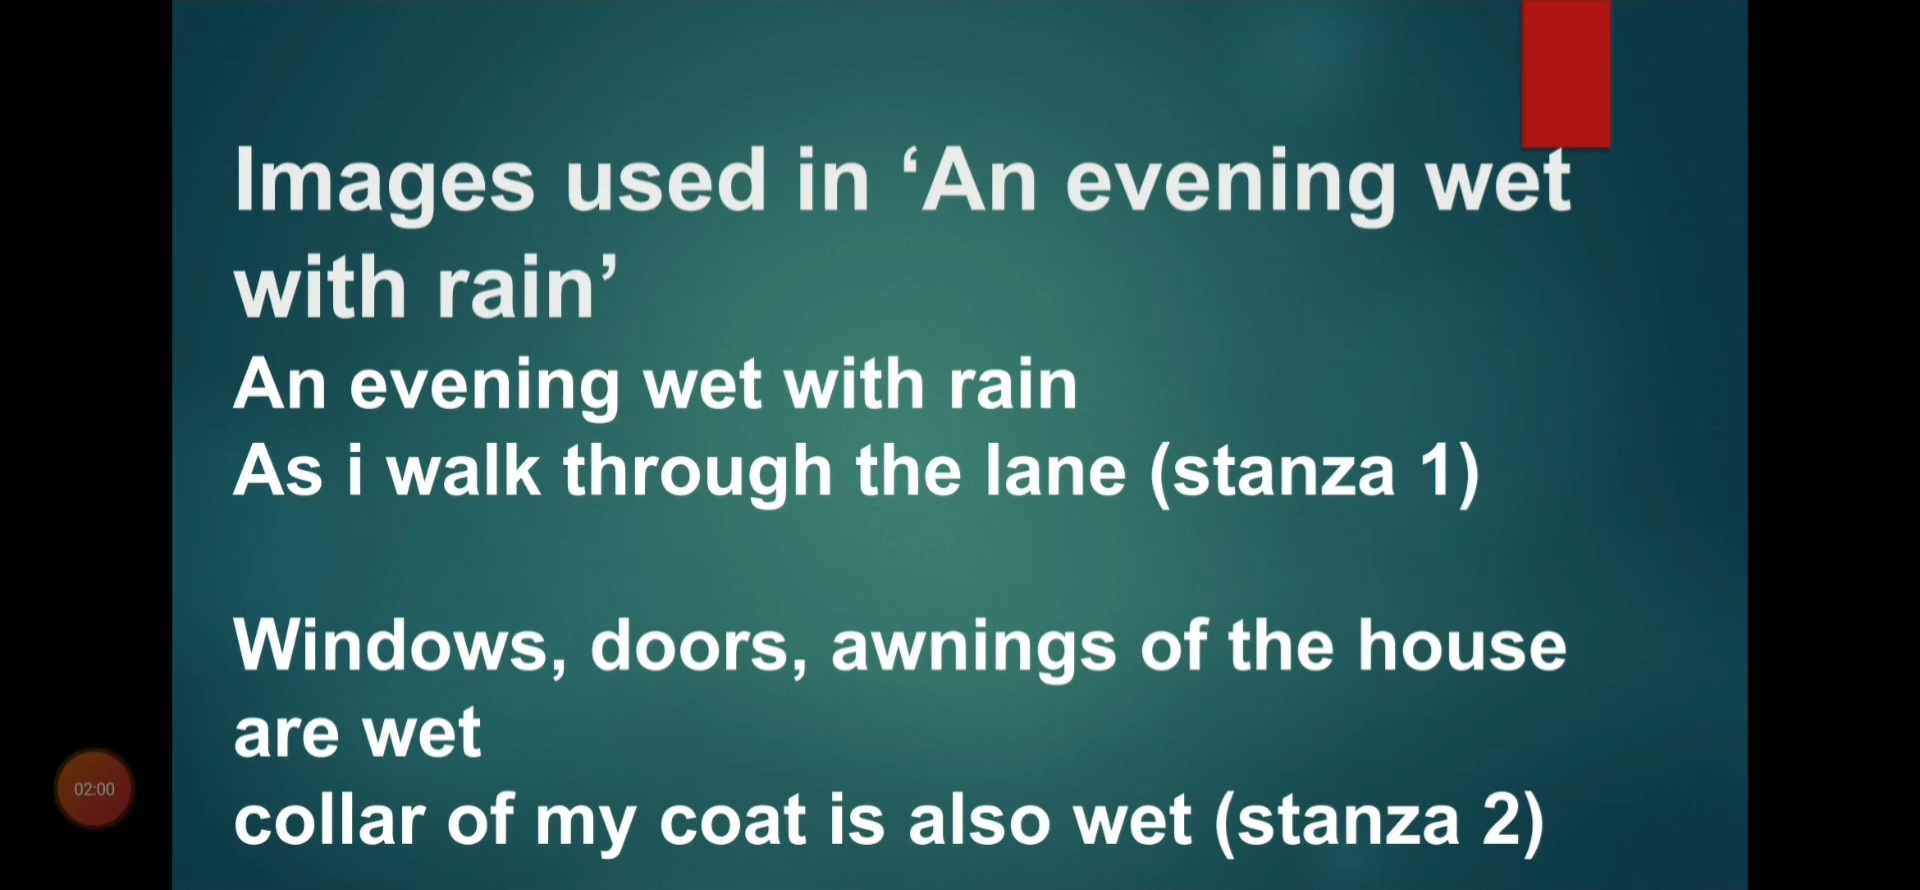 Images used in ‘An evening wet
with rain’
An evening wet with rain
As i walk through the lane (stanza 1)
Windows, doors, awnings of the house
are wet
collar of my coat is also wet (stanza 2)
02:00